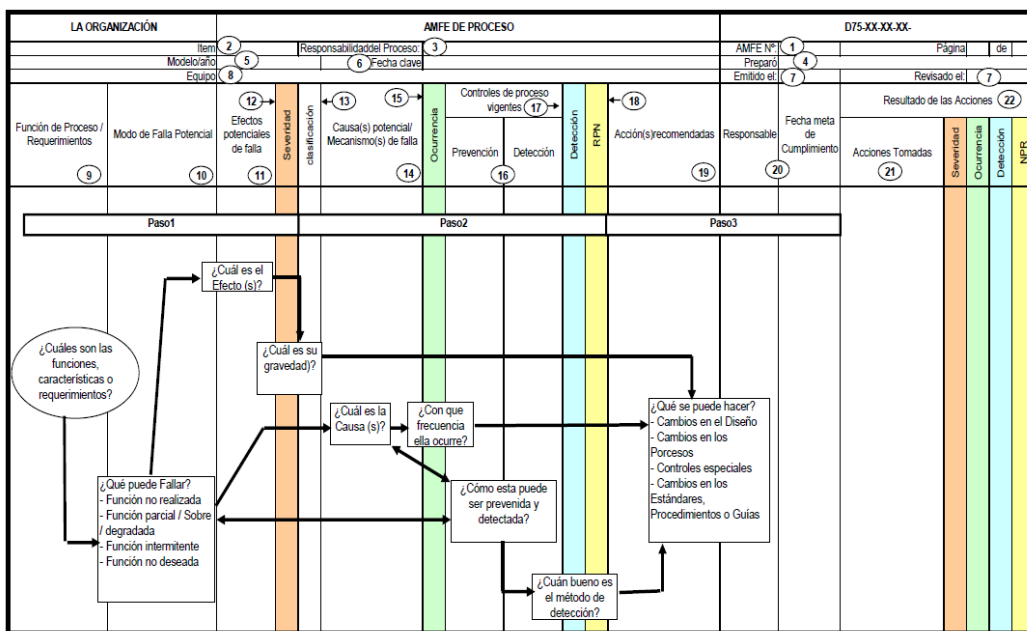 LA ORGANIZACIÓN
AMFE DE PROCESO
D75-XX-XX-XX-
Item 2
Responsabilidaddel Proceso: 3
AMFE Nº: 1
Página
de
Modelo/año 5
6 Fecha clave
Preparó 4
Equipo 8
Emitido el: 7
Revisado el: 7
Función de Proceso /
Requerimientos
9
Modo de Falla Potencial
10
12
Efectos
potenciales
de falla
11
Severidad
clasificación
13
Causa(s) potencial/
Mecanismo(s) de falla
14
15
Ocurrencia
Controles de proceso
vigentes 17
Prevención
Detección
16
Detección
RPN
18
Acción(s)recomendadas
19
Responsable
Fecha meta
de
Cumplimiento
20
Resultado de las Acciones 22
Acciones Tomadas
21
Severidad
Ocurrencia
Detección
NPR
Paso1
Paso2
Paso3
¿Cuál es el
Efecto (s)?
¿Cuáles son las
funciones,
características o
requerimientos?
¿Cuál es su
gravedad)?
¿Cuál es la
Causa (s)?
¿Con que
frecuencia
ella ocurre?
¿Qué se puede hacer?
- Cambios en el Diseño
- Cambios en los
Porcesos
- Controles especiales
- Cambios en los
Estándares,
Procedimientos o Guías
¿Qué puede Fallar?
- Función no realizada
- Función parcial / Sobre
/ degradada
- Función intermitente
- Función no deseada
¿Cómo esta puede
ser prevenida y
detectada?
¿Cuán bueno es
el método de
detección?